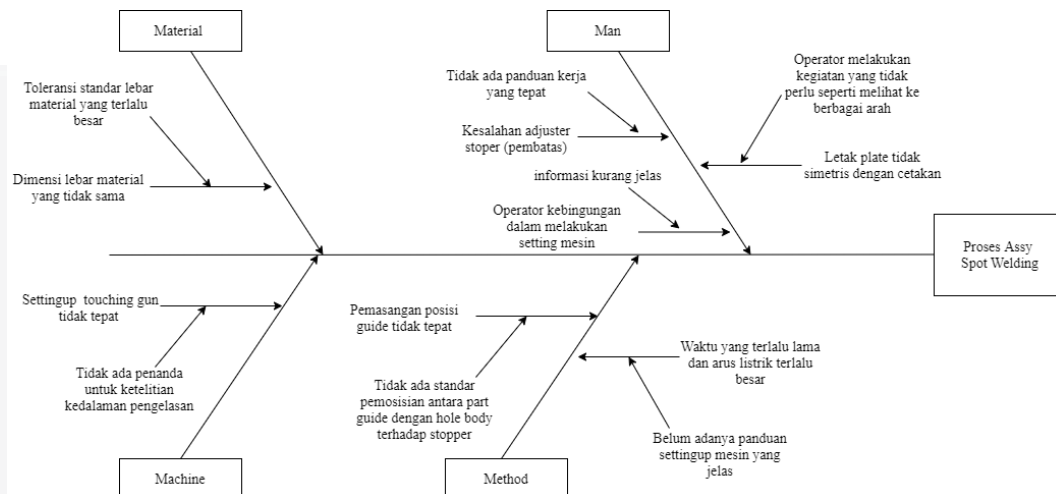 Material
Man
Toleransi standar lebar
material yang terlalu
besar
Dimensi lebar material
yang tidak sama
Tidak ada panduan kerja
yang tepat
Kesalahan adjuster
stoper (pembatas)
informasi kurang jelas
Operator kebingungan
dalam melakukan
setting mesin
Operator melakukan
kegiatan yang tidak
perlu seperti melihat ke
berbagai arah
Letak plate tidak
simetris dengan cetakan
Proses Assy
Spot Welding
Settingup touching gun
tidak tepat
Tidak ada penanda
untuk ketelitian
kedalaman pengelasan
Pemasangan posisi
guide tidak tepat
Tidak ada standar
pemosisian antara part
guide dengan hole body
terhadap stopper
Waktu yang terlalu lama
dan arus listrik terlalu
besar
Belum adanya panduan
settingup mesin yang
jelas
Machine
Method